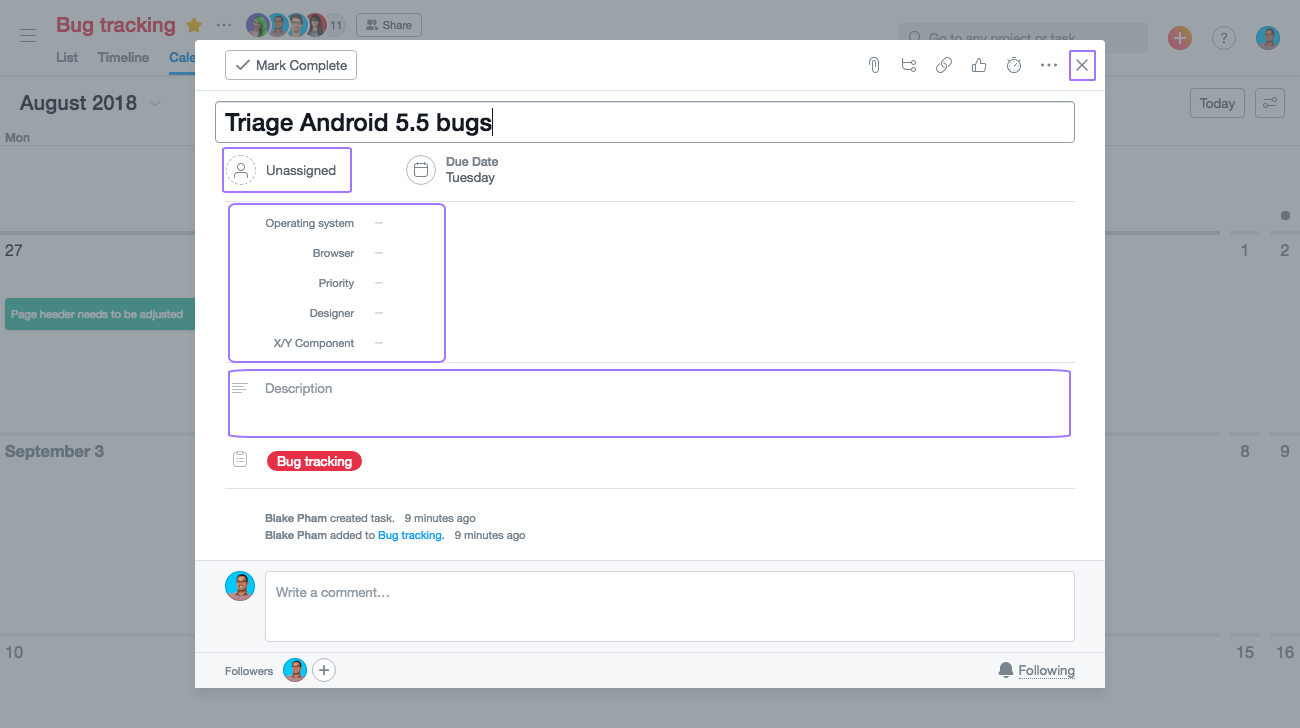 Bug tracking
11
Share
Go to any project or task
?
List
Timeline
Cale
Mark Complete
August 2018
Today
Mon
Triage Android 5.5 bugs
Unassigned
Due Date
Tuesday
Operating system —
Browser —
Priority —
Designer —
X/Y Component —
27
1
2
Page header needs to be adjusted
Description
September 3
8
9
Bug tracking
Blake Pham created task. 9 minutes ago
Blake Pham added to Bug tracking. 9 minutes ago
Write a comment…
10
15
16
Followers
Following